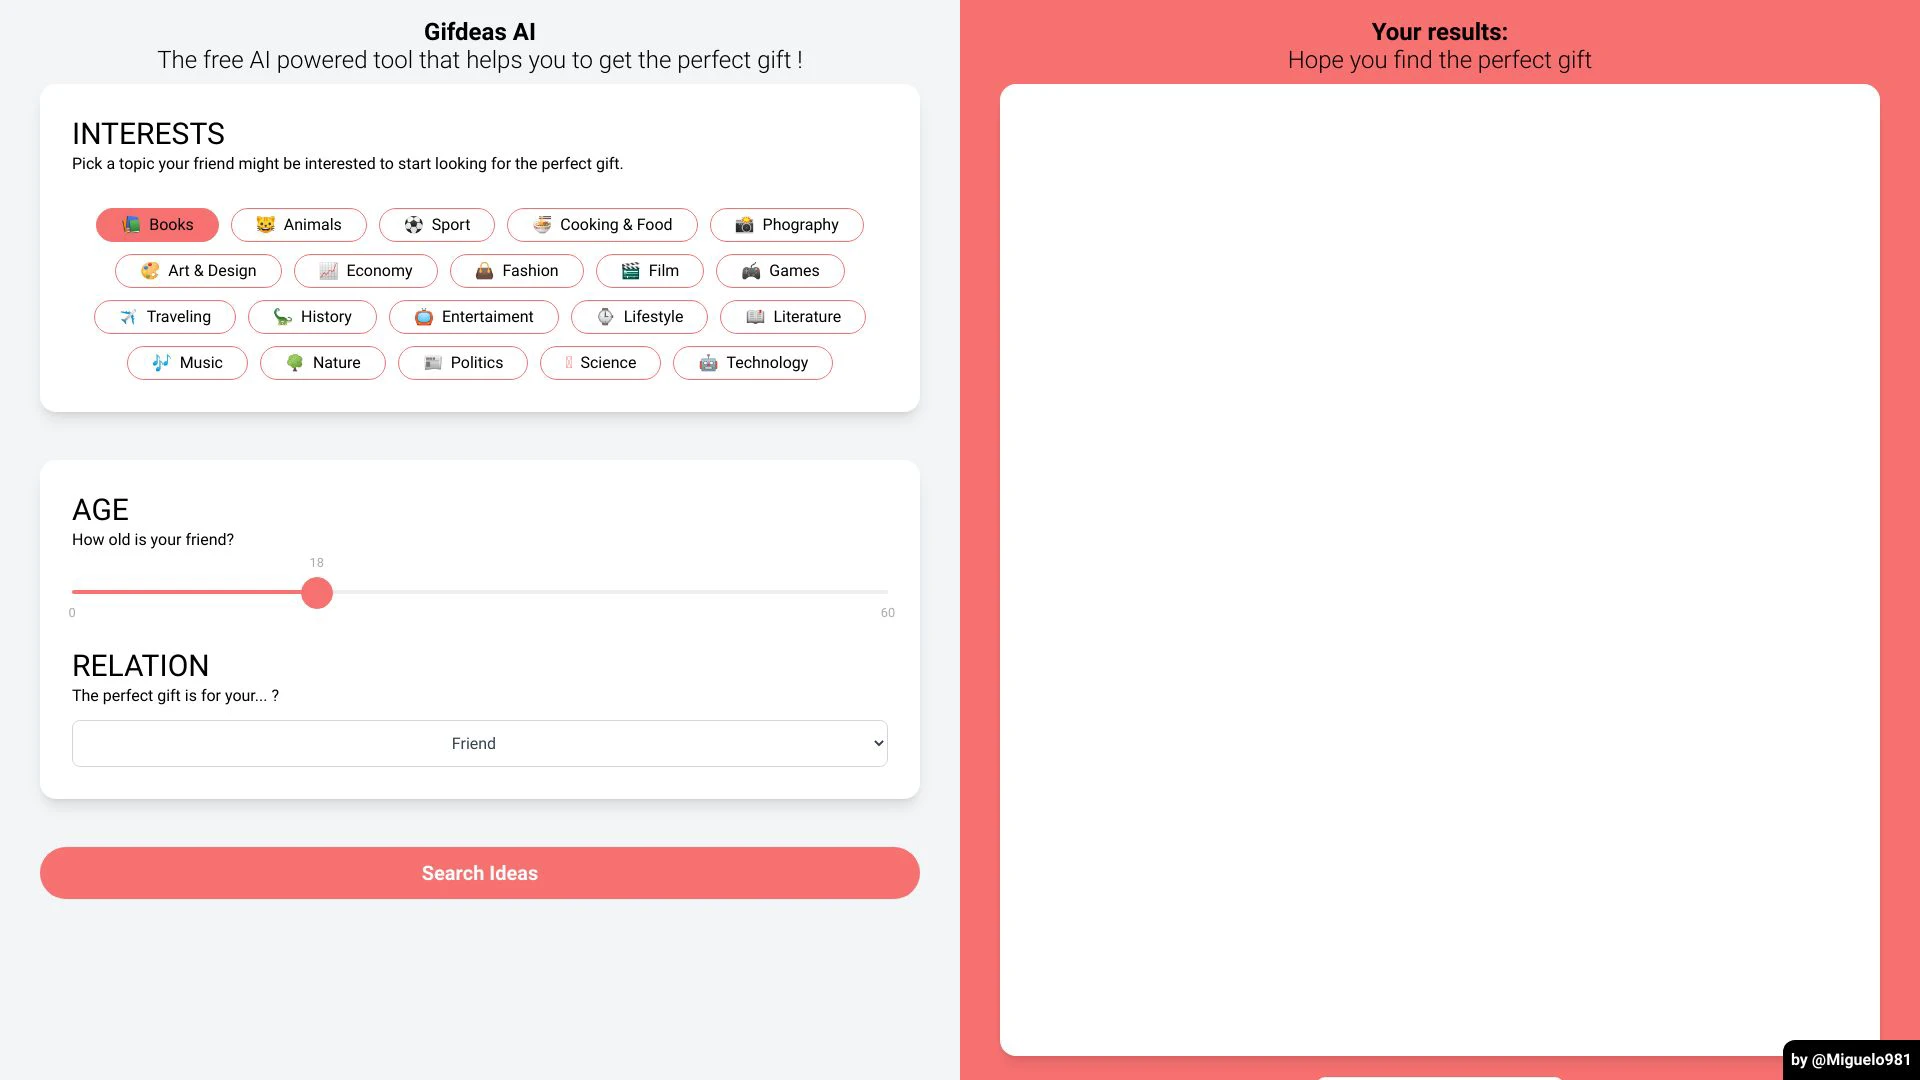 Gifdeas AI
The free AI powered tool that helps you to get the perfect gift !
INTERESTS
Pick a topic your friend might be interested to start looking for the perfect gift.
Books Animals Sport Cooking & Food Phography
Art & Design Economy Fashion Film Games
Traveling History Entertaiment Lifestyle Literature
Music Nature Politics Science Technology
AGE
How old is your friend?
18
0 60
RELATION
The perfect gift is for your... ?
Friend
Search Ideas
Your results:
Hope you find the perfect gift
by @Miguelo981